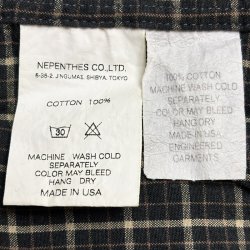 NEPENTHES CO.,LTD.
5-35-2, JINGUMAE, SHIBYA, TOKYO
COTTON 100%
30
MACHINE WASH COLD
SEPARATELY
COLOR MAY BLEED
HANG DRY
MADE IN USA
100% COTTON
MACHINE WASH COLD
SEPARATELY
COLOR MAY BLEED
HANG DRY
MADE IN USA
ENGINEERED
GARMENTS